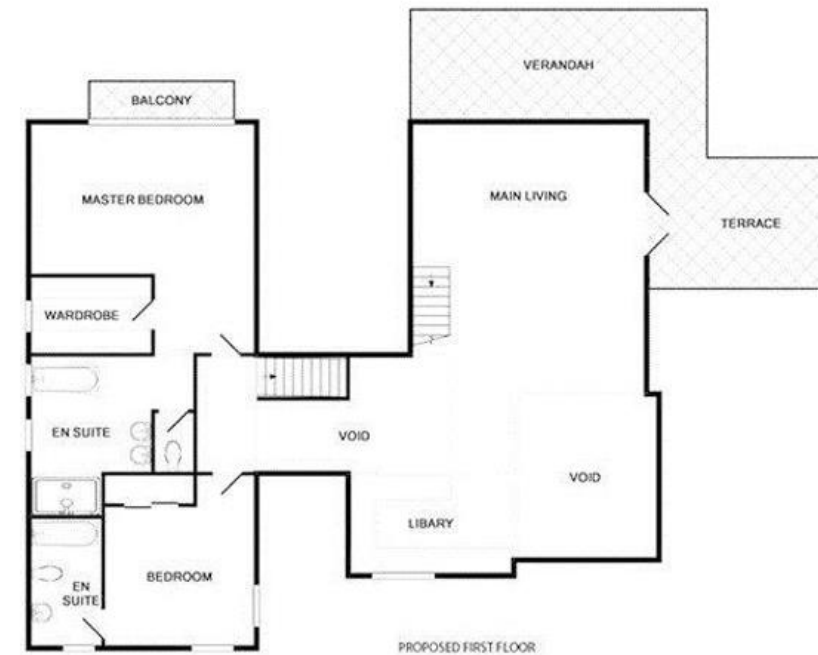 VERANDAH
BALCONY
MASTER BEDROOM
MAIN LIVING
TERRACE
WARDROBE
EN SUITE
VOID
VOID
LIBARY
BEDROOM
EN
SUITE
PROPOSED FIRST FLOOR